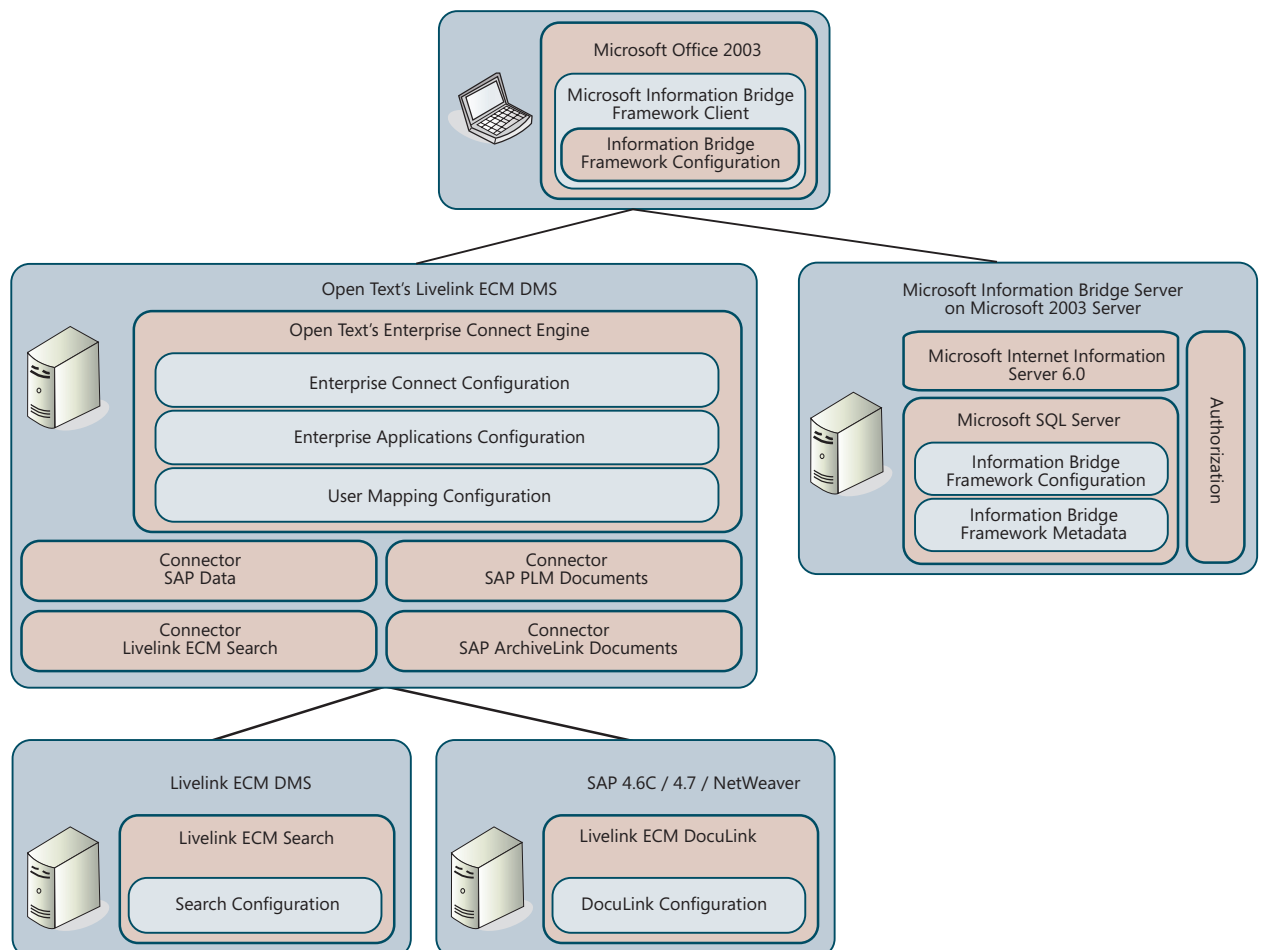 Microsoft Office 2003
Microsoft Information Bridge
Framework Client
Information Bridge
Framework Configuration
Open Text's Livelink ECM DMS
Open Text's Enterprise Connect Engine
Enterprise Connect Configuration
Enterprise Applications Configuration
User Mapping Configuration
Connector
SAP Data
Connector
SAP PLM Documents
Connector
Livelink ECM Search
Connector
SAP ArchiveLink Documents
Microsoft Information Bridge Server
on Microsoft 2003 Server
Microsoft Internet Information
Server 6.0
Microsoft SQL Server
Information Bridge
Framework Configuration
Information Bridge
Framework Metadata
Authorization
Livelink ECM DMS
Livelink ECM Search
Search Configuration
SAP 4.6C / 4.7 / NetWeaver
Livelink ECM DocuLink
DocuLink Configuration